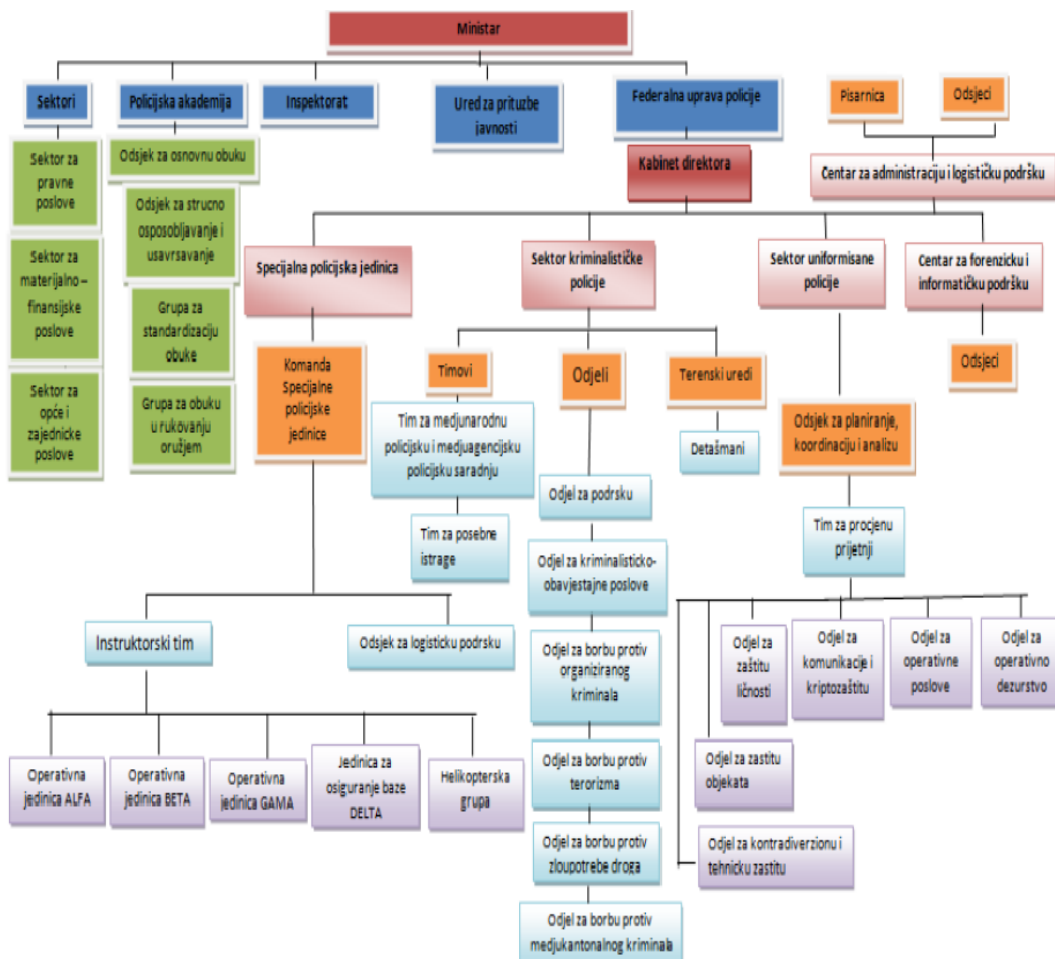 Ministar
Sektori
Policijska akademija
Inspektorat
Ured za prituzbe
javnosti
Federalna uprava policije
Pisarnica
Odsjeci
Sektor za
pravne
poslove
Sektor za
materijalno –
finansijske
poslove
Sektor za
opće i
zajednicke
poslove
Odsjek za osnovnu obuku
Odsjek za strucno
osposobljavanje i
usavrsavanje
Grupa za
standardizaciju
obuke
Grupa za obuku
u rukovanju
oružjem
Kabinet direktora
Centar za administraciju i logističku podršku
Specijalna policijska jedinica
Sektor kriminalističke
policije
Sektor uniformisane
policije
Centar za fiorenzicku i
informatičku podršku
Komanda
Specijalne
policijske
jedinice
Timovi
Odjeli
Terenski uredi
Odsjek za planiranje,
koordinaciju i analizu
Odsjeci
Tim za medjunarodnu
policijsku i medjuagencijsku
policijsku saradnju
Tim za posebne
istrage
Detašmani
Odjel za podrsku
Odjel za kriminalisticko-
obavjestajne poslove
Odjel za borbu protiv
organiziranog
kriminala
Odjel za borbu protiv
terorizma
Odjel za borbu protiv
zloupotrebe droga
Odjel za borbu protiv
medjukantonalnog kriminala
Tim za procjenu
prijetnji
Instruktorski tim
Odsjek za logisticku podrsku
Operativna
jedinica ALFA
Operativna
jedinica BETA
Operativna
jedinica GAMA
Jedinica za
osiguranje baze
DELTA
Helikopterska
grupa
Odjel za
zaštitu
ličnosti
Odjel za
komunikacije i
kriptozaštitu
Odjel za
operativne
poslove
Odjel za
operativno
dezurstvo
Odjel za zastitu
objekata
Odjel za kontradiverzionu i
tehnicku zastitu